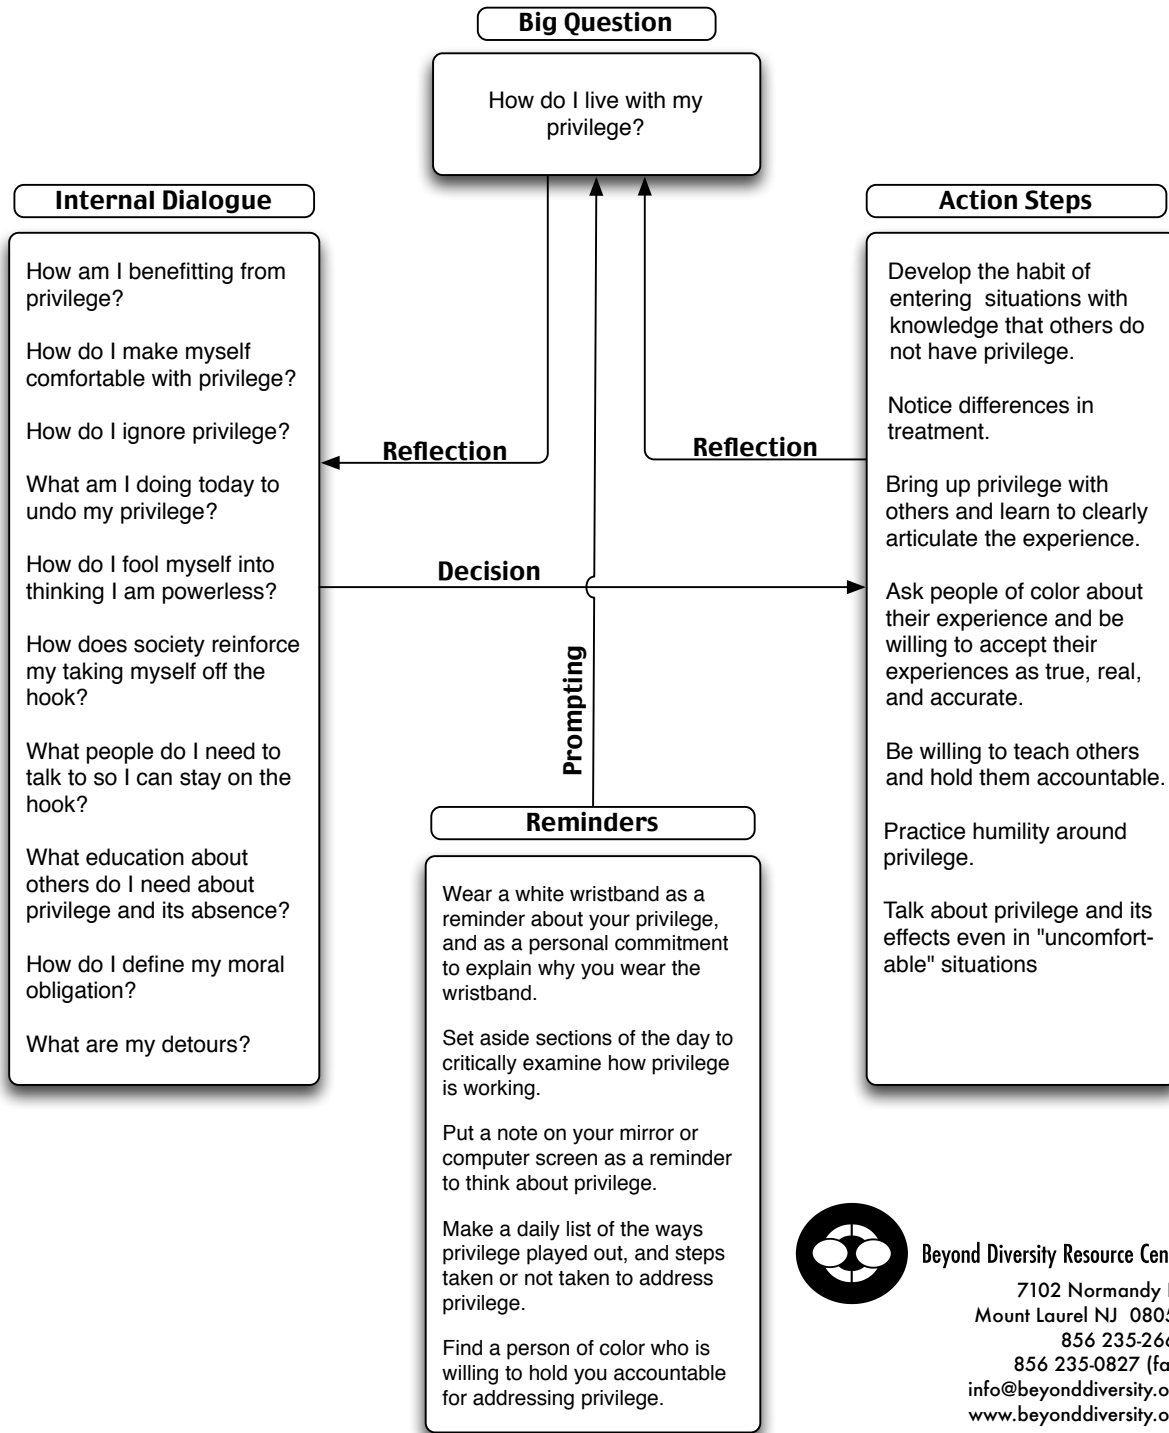 Big Question
How do I live with my
privilege?
Internal Dialogue
How am I benefitting from
privilege?
How do I make myself
comfortable with privilege?
How do I ignore privilege?
What am I doing today to
undo my privilege?
How do I fool myself into
thinking I am powerless?
How does society reinforce
my taking myself off the
hook?
What people do I need to
talk to so I can stay on the
hook?
What education about
others do I need about
privilege and its absence?
How do I define my moral
obligation?
What are my detours?
Reflection
Reflection
Decision
Prompting
Action Steps
Develop the habit of
entering situations with
knowledge that others do
not have privilege.
Notice differences in
treatment.
Bring up privilege with
others and learn to clearly
articulate the experience.
Ask people of color about
their experience and be
willing to accept their
experiences as true, real,
and accurate.
Be willing to teach others
and hold them accountable.
Practice humility around
privilege.
Talk about privilege and its
effects even in "uncomfort-
able" situations
Reminders
Wear a white wristband as a
reminder about your privilege,
and as a personal commitment
to explain why you wear the
wristband.
Set aside sections of the day to
critically examine how privilege
is working.
Put a note on your mirror or
computer screen as a reminder
to think about privilege.
Make a daily list of the ways
privilege played out, and steps
taken or not taken to address
privilege.
Find a person of color who is
willing to hold you accountable
for addressing privilege.
Beyond Diversity Resource Cen
7102 Normandy
Mount Laurel NJ 0805
856 235-266
856 235-0827 (fa
info@beyonddiversity.o
www.beyonddiversity.o